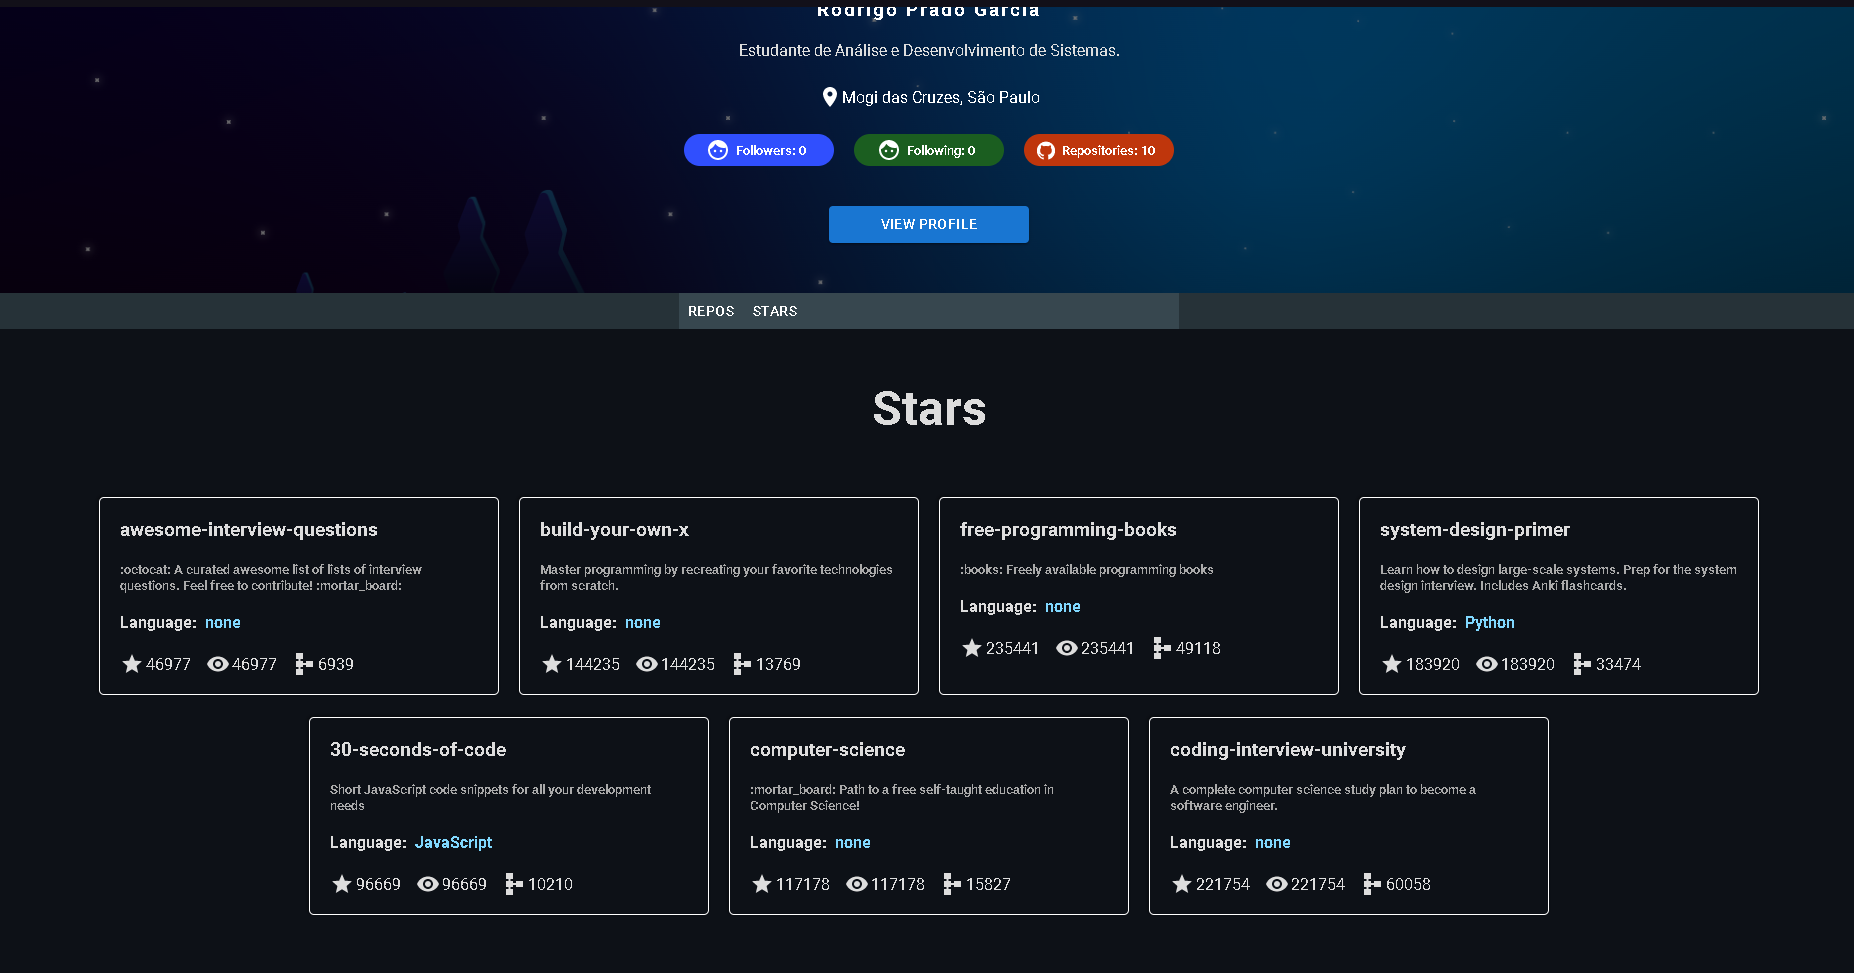 Rodrigo Prado Garcia
Estudante de Análise e Desenvolvimento de Sistemas.
Mogi das Cruzes, São Paulo
Followers: 0
Following: 0
Repositories: 10
VIEW PROFILE
REPOS STARS
Stars
awesome-interview-questions
:octocat: A curated awesome list of lists of interview
questions. Feel free to contribute! :mortar_board:
Language: none
46977 46977 6939
build-your-own-x
Master programming by recreating your favorite technologies
from scratch.
Language: none
144235 144235 13769
free-programming-books
:books: Freely available programming books
Language: none
235441 235441 49118
system-design-primer
Learn how to design large-scale systems. Prep for the system
design interview. Includes Anki flashcards.
Language: Python
183920 183920 33474
30-seconds-of-code
Short JavaScript code snippets for all your development
needs
Language: JavaScript
96669 96669 10210
computer-science
:mortar_board: Path to a free self-taught education in
Computer Science!
Language: none
117178 117178 15827
coding-interview-university
A complete computer science study plan to become a
software engineer.
Language: none
221754 221754 60058